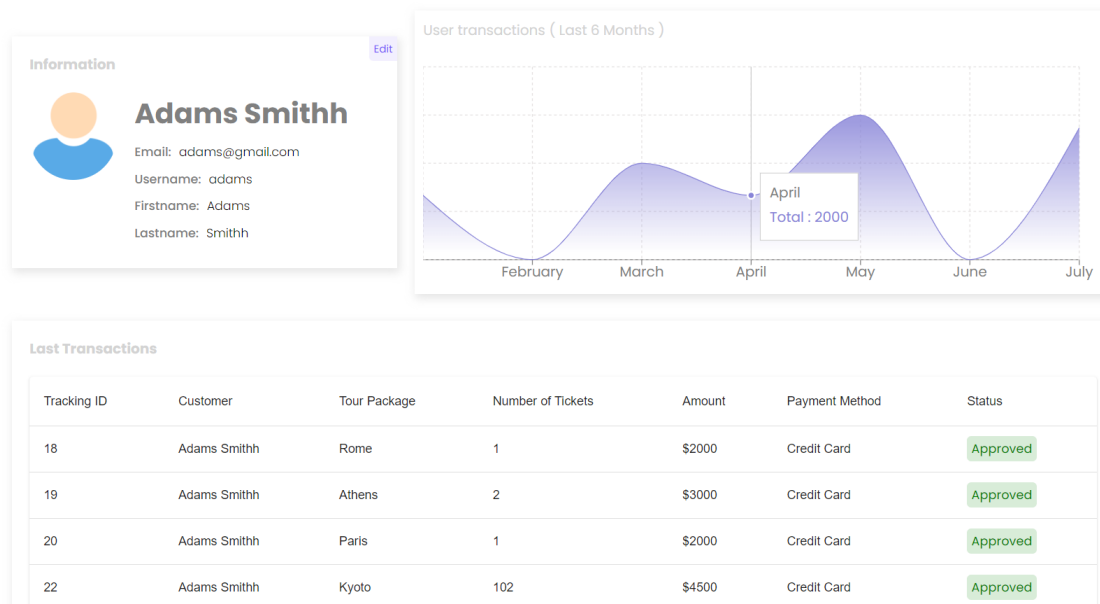 Edit
Information
Adams Smithh
Email: adams@gmail.com
Username: adams
Firstname: Adams
Lastname: Smithh
User transactions ( Last 6 Months )
April
Total : 2000
February March April May June July
Last Transactions
Tracking ID Customer Tour Package Number of Tickets Amount Payment Method Status
18 Adams Smithh Rome 1 $2000 Credit Card Approved
19 Adams Smithh Athens 2 $3000 Credit Card Approved
20 Adams Smithh Paris 1 $2000 Credit Card Approved
22 Adams Smithh Kyoto 102 $4500 Credit Card Approved